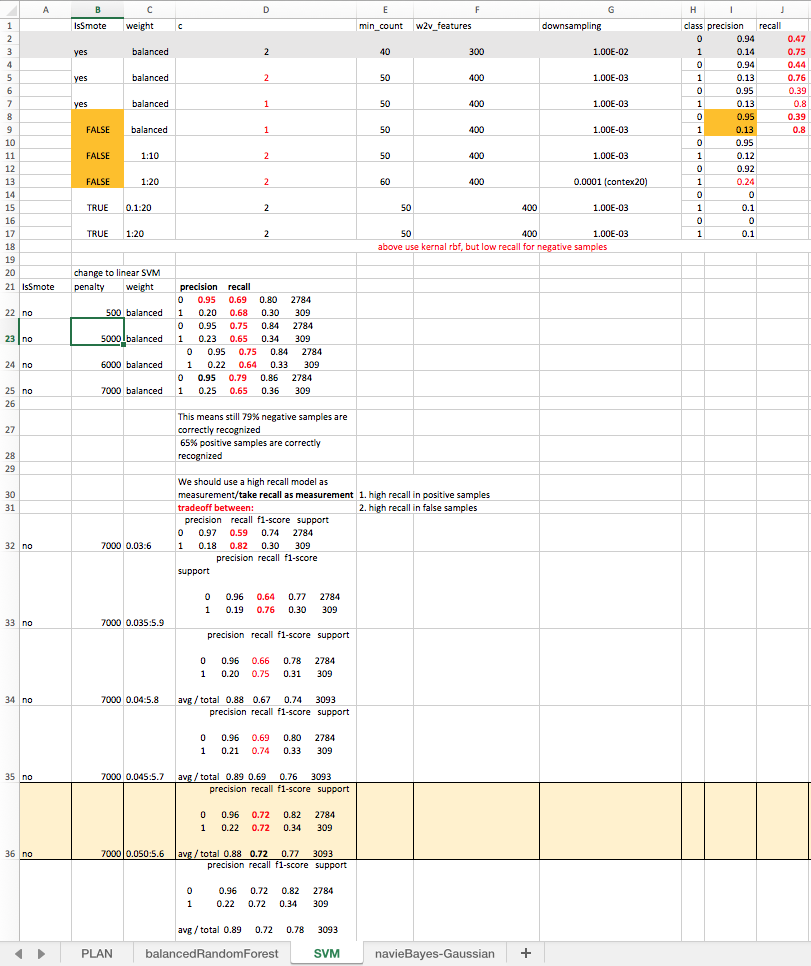 A B C D E F G H I J
1 IsSmote weight c min_count w2v_features downsampling class precision recall
2 0 0.94 0.47
3 yes balanced 2 40 300 1.00E-02 1 0.14 0.75
4 0 0.94 0.44
5 yes balanced 2 50 400 1.00E-03 1 0.13 0.76
6 0 0.95 0.39
7 yes balanced 1 50 400 1.00E-03 1 0.13 0.8
8 0 0.95 0.39
9 FALSE balanced 1 50 400 1.00E-03 1 0.13 0.8
10 0 0.95
11 FALSE 1:10 2 50 400 1.00E-03 1 0.12
12 0 0.92
13 FALSE 1:20 2 60 400 0.0001 (contex20) 1 0.24
14 0 0
15 TRUE 0.1:20 2 50 400 1.00E-03 1 0.1
16 0 0
17 TRUE 1:20 2 50 400 1.00E-03 1 0.1
18 above use kernal rbf, but low recall for negative samples
19
20 change to linear SVM
21 IsSmote penalty weight precision recall
0 0.95 0.69 0.80 2784
22 no 500 balanced 1 0.20 0.68 0.30 309
0 0.95 0.75 0.84 2784
23 no 5000 balanced 1 0.23 0.65 0.34 309
0 0.95 0.75 0.84 2784
24 no 6000 balanced 1 0.22 0.64 0.33 309
0 0.95 0.79 0.86 2784
25 no 7000 balanced 1 0.25 0.65 0.36 309
26
This means still 79% negative samples are
27 correctly recognized
65% positive samples are correctly
28 recognized
29
We should use a high recall model as
30 measurement/take recall as measurement 1. high recall in positive samples
31 tradeoff between: 2. high recall in false samples
precision recall f1-score support
0 0.97 0.59 0.74 2784
32 no 7000 0.03:6 1 0.18 0.82 0.30 309
precision recall f1-score
support
0 0.96 0.64 0.77 2784
1 0.19 0.76 0.30 309
33 no 7000 0.035:5.9
precision recall f1-score support
0 0.96 0.66 0.78 2784
1 0.20 0.75 0.31 309
34 no 7000 0.04:5.8 avg / total 0.88 0.67 0.74 3093
precision recall f1-score support
0 0.96 0.69 0.80 2784
1 0.21 0.74 0.33 309
35 no 7000 0.045:5.7 avg / total 0.89 0.69 0.76 3093
precision recall f1-score support
0 0.96 0.72 0.82 2784
1 0.22 0.72 0.34 309
36 no 7000 0.050:5.6 avg / total 0.88 0.72 0.77 3093
precision recall f1-score support
0 0.96 0.72 0.82 2784
1 0.22 0.72 0.34 309
avg / total 0.89 0.72 0.78 3093
PLAN balancedRandomForest SVM navieBayes-Gaussian +